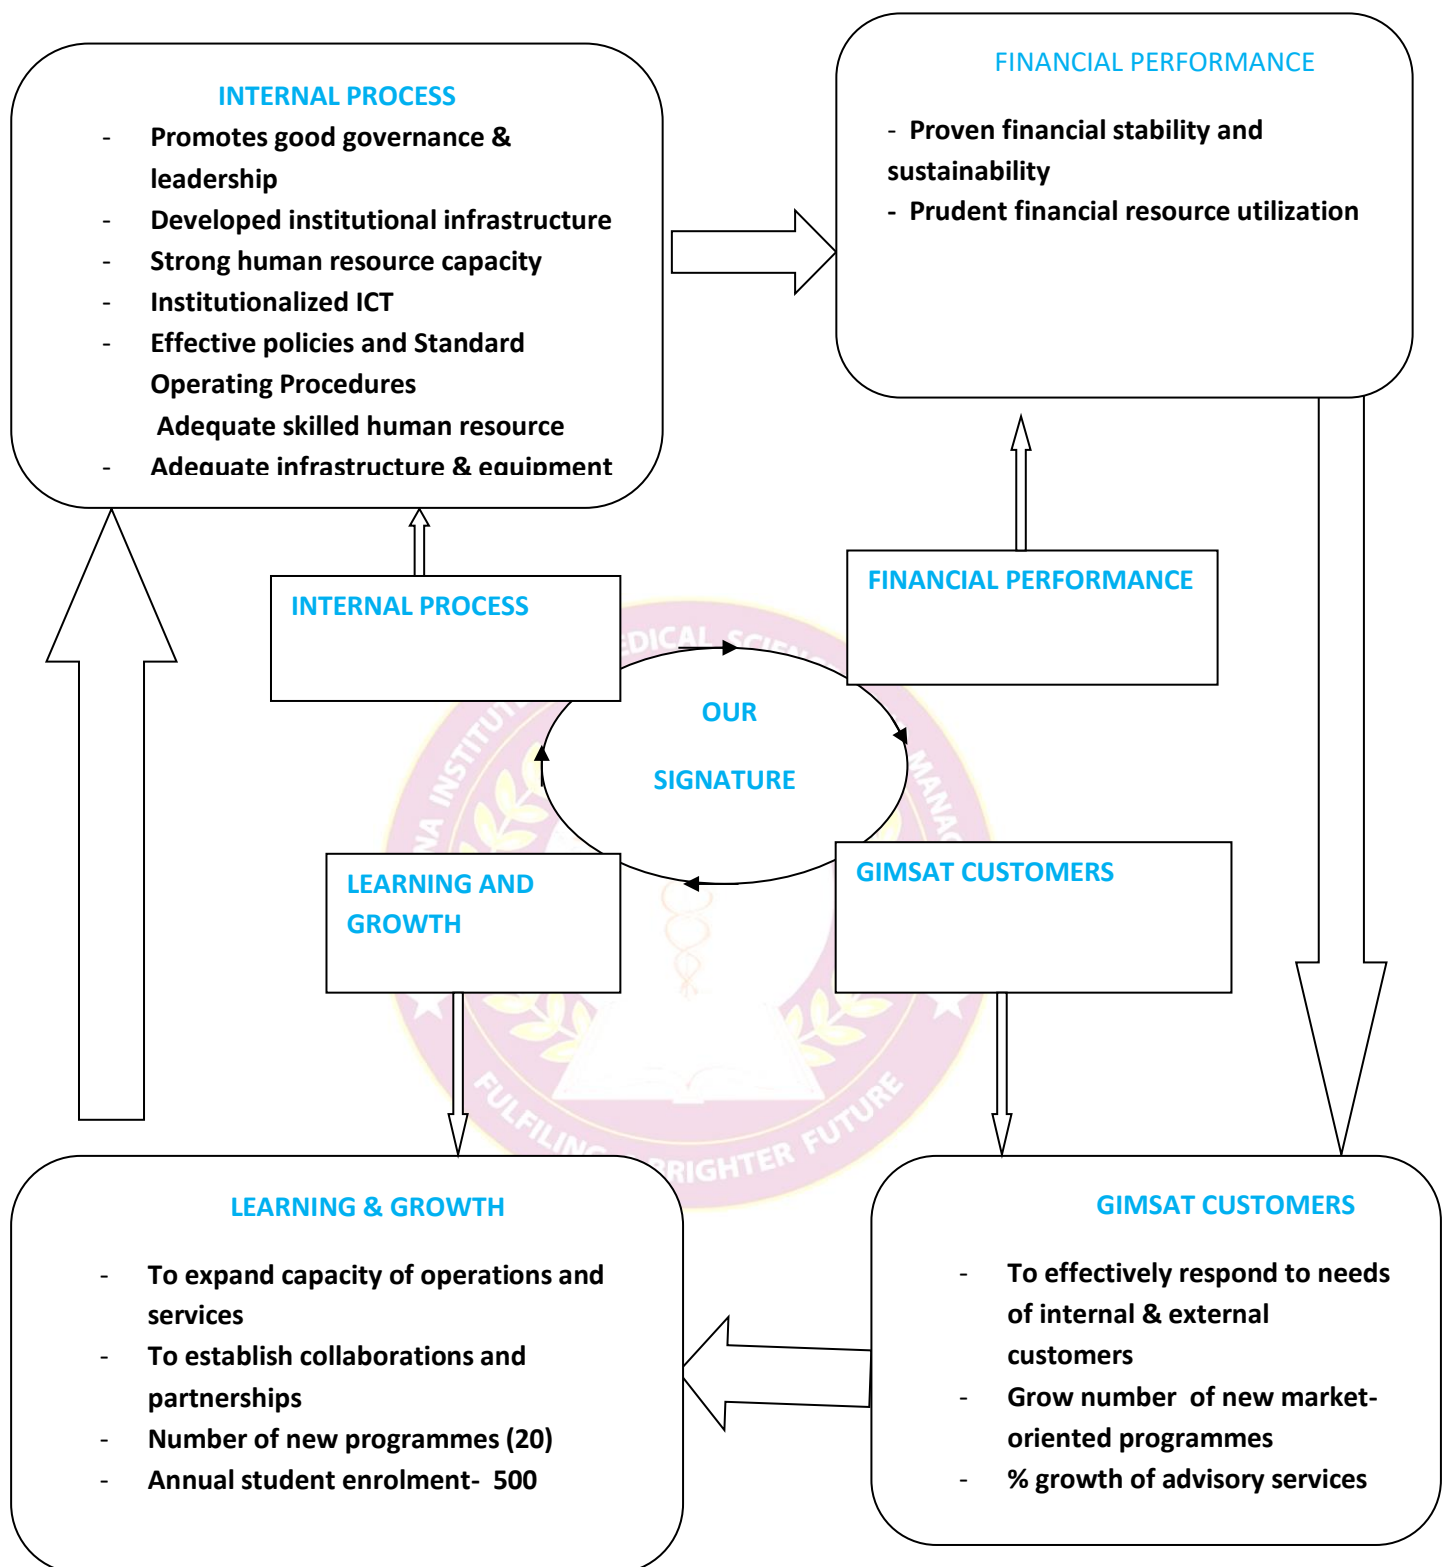 INTERNAL PROCESS
- Promotes good governance &
leadership
- Developed institutional infrastructure
- Strong human resource capacity
- Institutionalized ICT
- Effective policies and Standard
Operating Procedures
Adequate skilled human resource
- Adequate infrastructure & equipment
FINANCIAL PERFORMANCE
- Proven financial stability and
sustainability
- Prudent financial resource utilization
INTERNAL PROCESS
FINANCIAL PERFORMANCE
OUR
SIGNATURE
LEARNING AND
GROWTH
GIMSAT CUSTOMERS
INSTITUTE
MEDICAL
FULFILING
BRIGHTER FUTURE
LEARNING & GROWTH
- To expand capacity of operations and
services
- To establish collaborations and
partnerships
- Number of new programmes (20)
- Annual student enrolment- 500
GIMSAT CUSTOMERS
- To effectively respond to needs
of internal & external
customers
- Grow number of new market-
oriented programmes
- % growth of advisory services